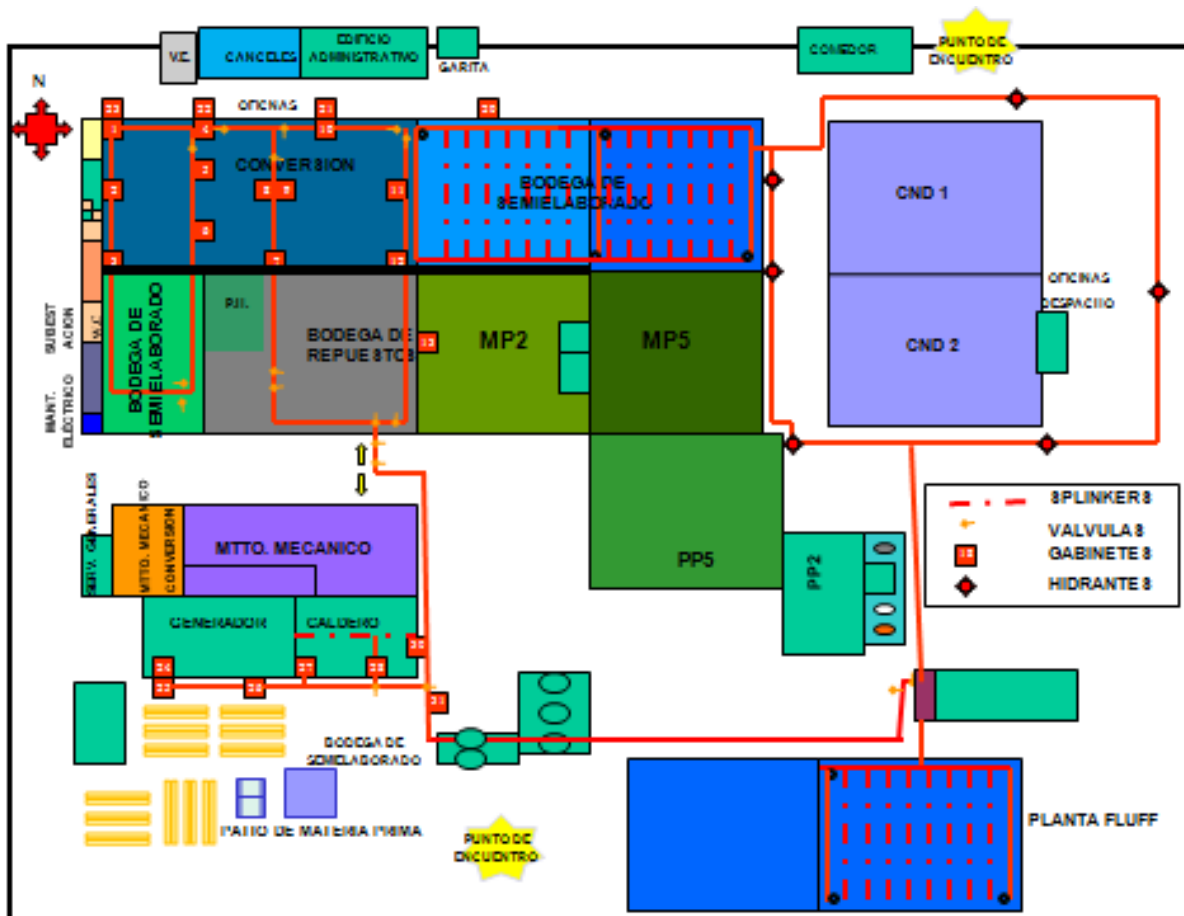 V.E.
CANCELES
EDIFICIO
ADMINISTRATIVO
GARITA
COMEDOR
PUNTO DE
ENCUENTRO
N
OFICINAS
CONVERSION
BODEGA DE
SEMIELABORADO
CND 1
OFICINAS
DESPACHO
CND 2
SUBEST
ACION
MANT.
ELÉCTRICO
BODEGA DE
SEMIELABORADO
P.II.
BODEGA DE
REPUESTOS
MP2
MP5
SERV. GENERALES
MTTO. MECANICO
CONVERSION
MTTO. MECANICO
PP5
PP2
SPLINKERS
VALVULAS
GABINETES
HIDRANTES
GENERADOR
CALDERO
BODEGA DE
SEMIELABORADO
PATIO DE MATERIA PRIMA
PUNTO DE
ENCUENTRO
PLANTA FLUFF